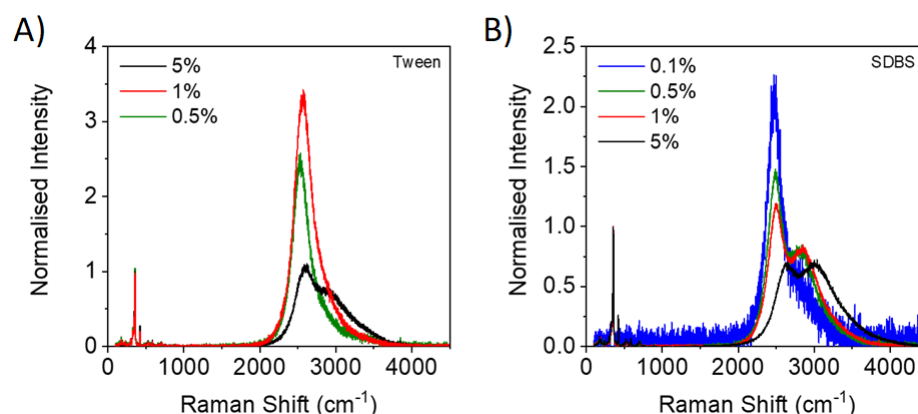 A)
Tween
5%
1%
0.5%
4
3
2
1
0
0 1000 2000 3000 4000
Normalised Intensity
Raman Shift (cm⁻¹)
B)
SDBS
0.1%
0.5%
1%
5%
2.5
2.0
1.5
1.0
0.5
0.0
0 1000 2000 3000 4000
Normalised Intensity
Raman Shift (cm⁻¹)